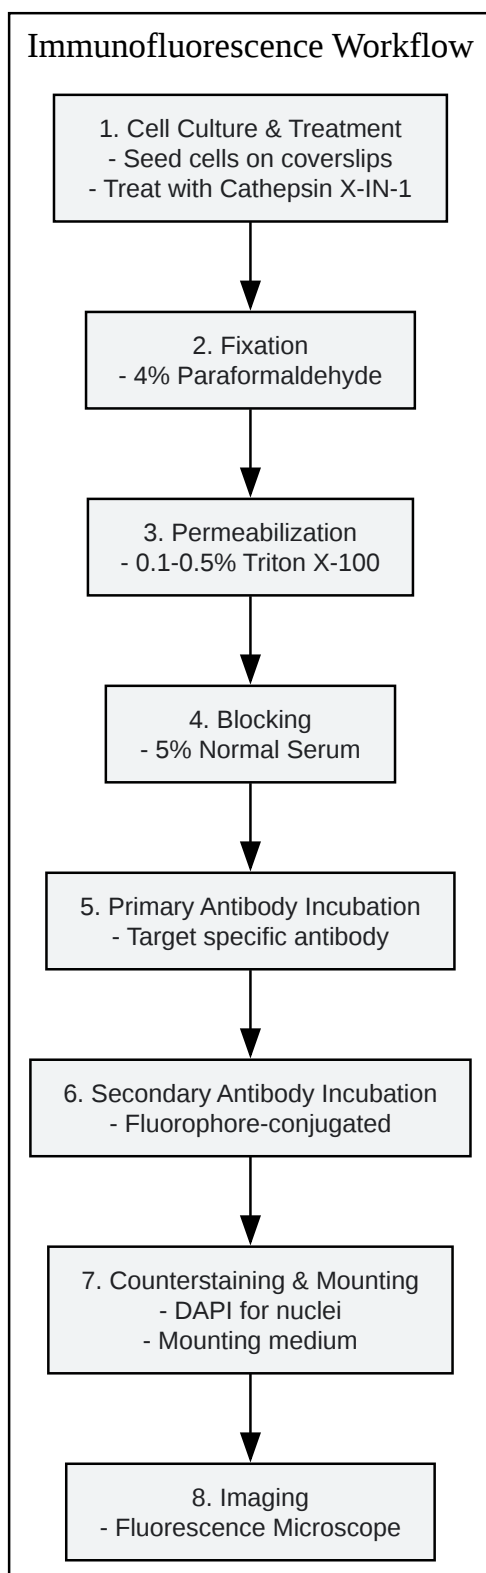 Immunofluorescence Workflow
1. Cell Culture & Treatment
- Seed cells on coverslips
- Treat with Cathepsin X-IN-1
2. Fixation
- 4% Paraformaldehyde
3. Permeabilization
- 0.1-0.5% Triton X-100
4. Blocking
- 5% Normal Serum
5. Primary Antibody Incubation
- Target specific antibody
6. Secondary Antibody Incubation
- Fluorophore-conjugated
7. Counterstaining & Mounting
- DAPI for nuclei
- Mounting medium
8. Imaging
- Fluorescence Microscope